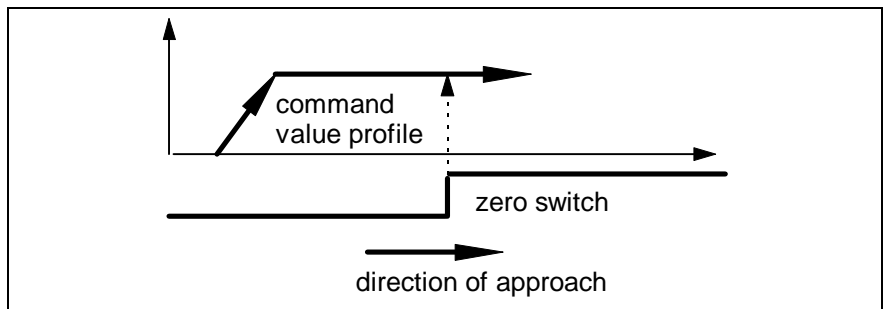 command
value profile
zero switch
direction of approach